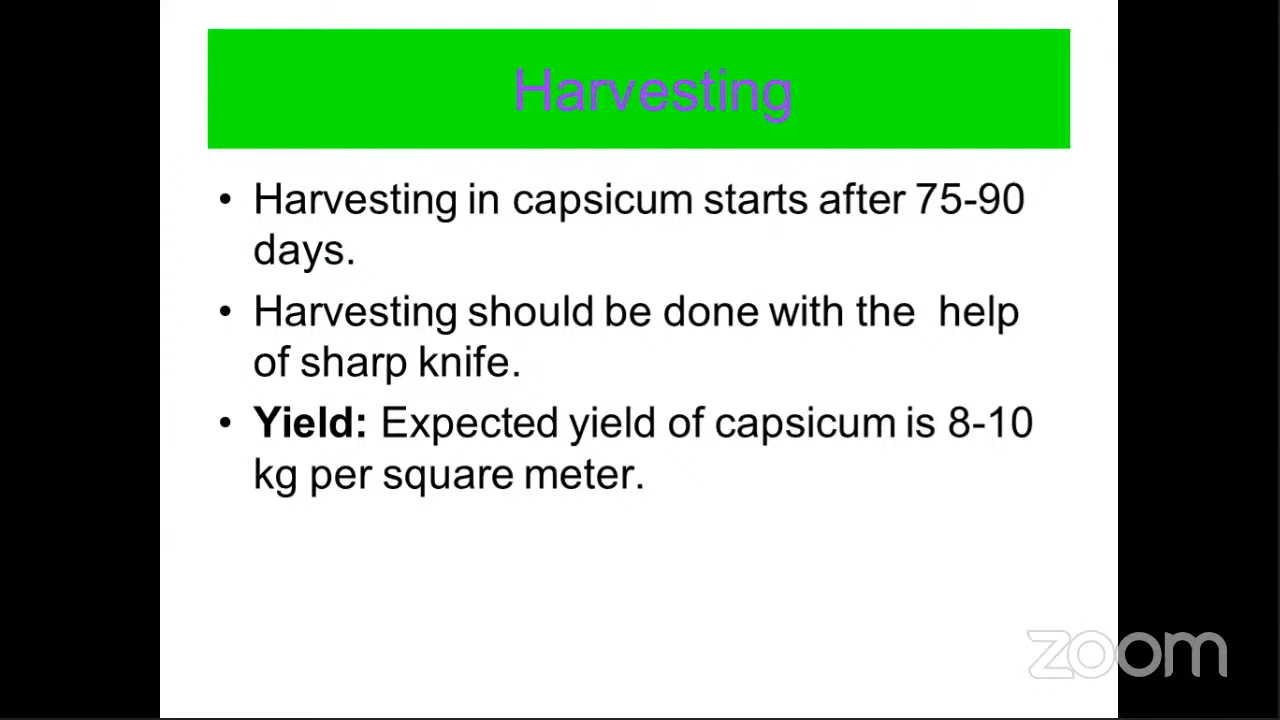 Harvesting
• Harvesting in capsicum starts after 75-90
days.
• Harvesting should be done with the help
of sharp knife.
• Yield: Expected yield of capsicum is 8-10
kg per square meter.
zoom